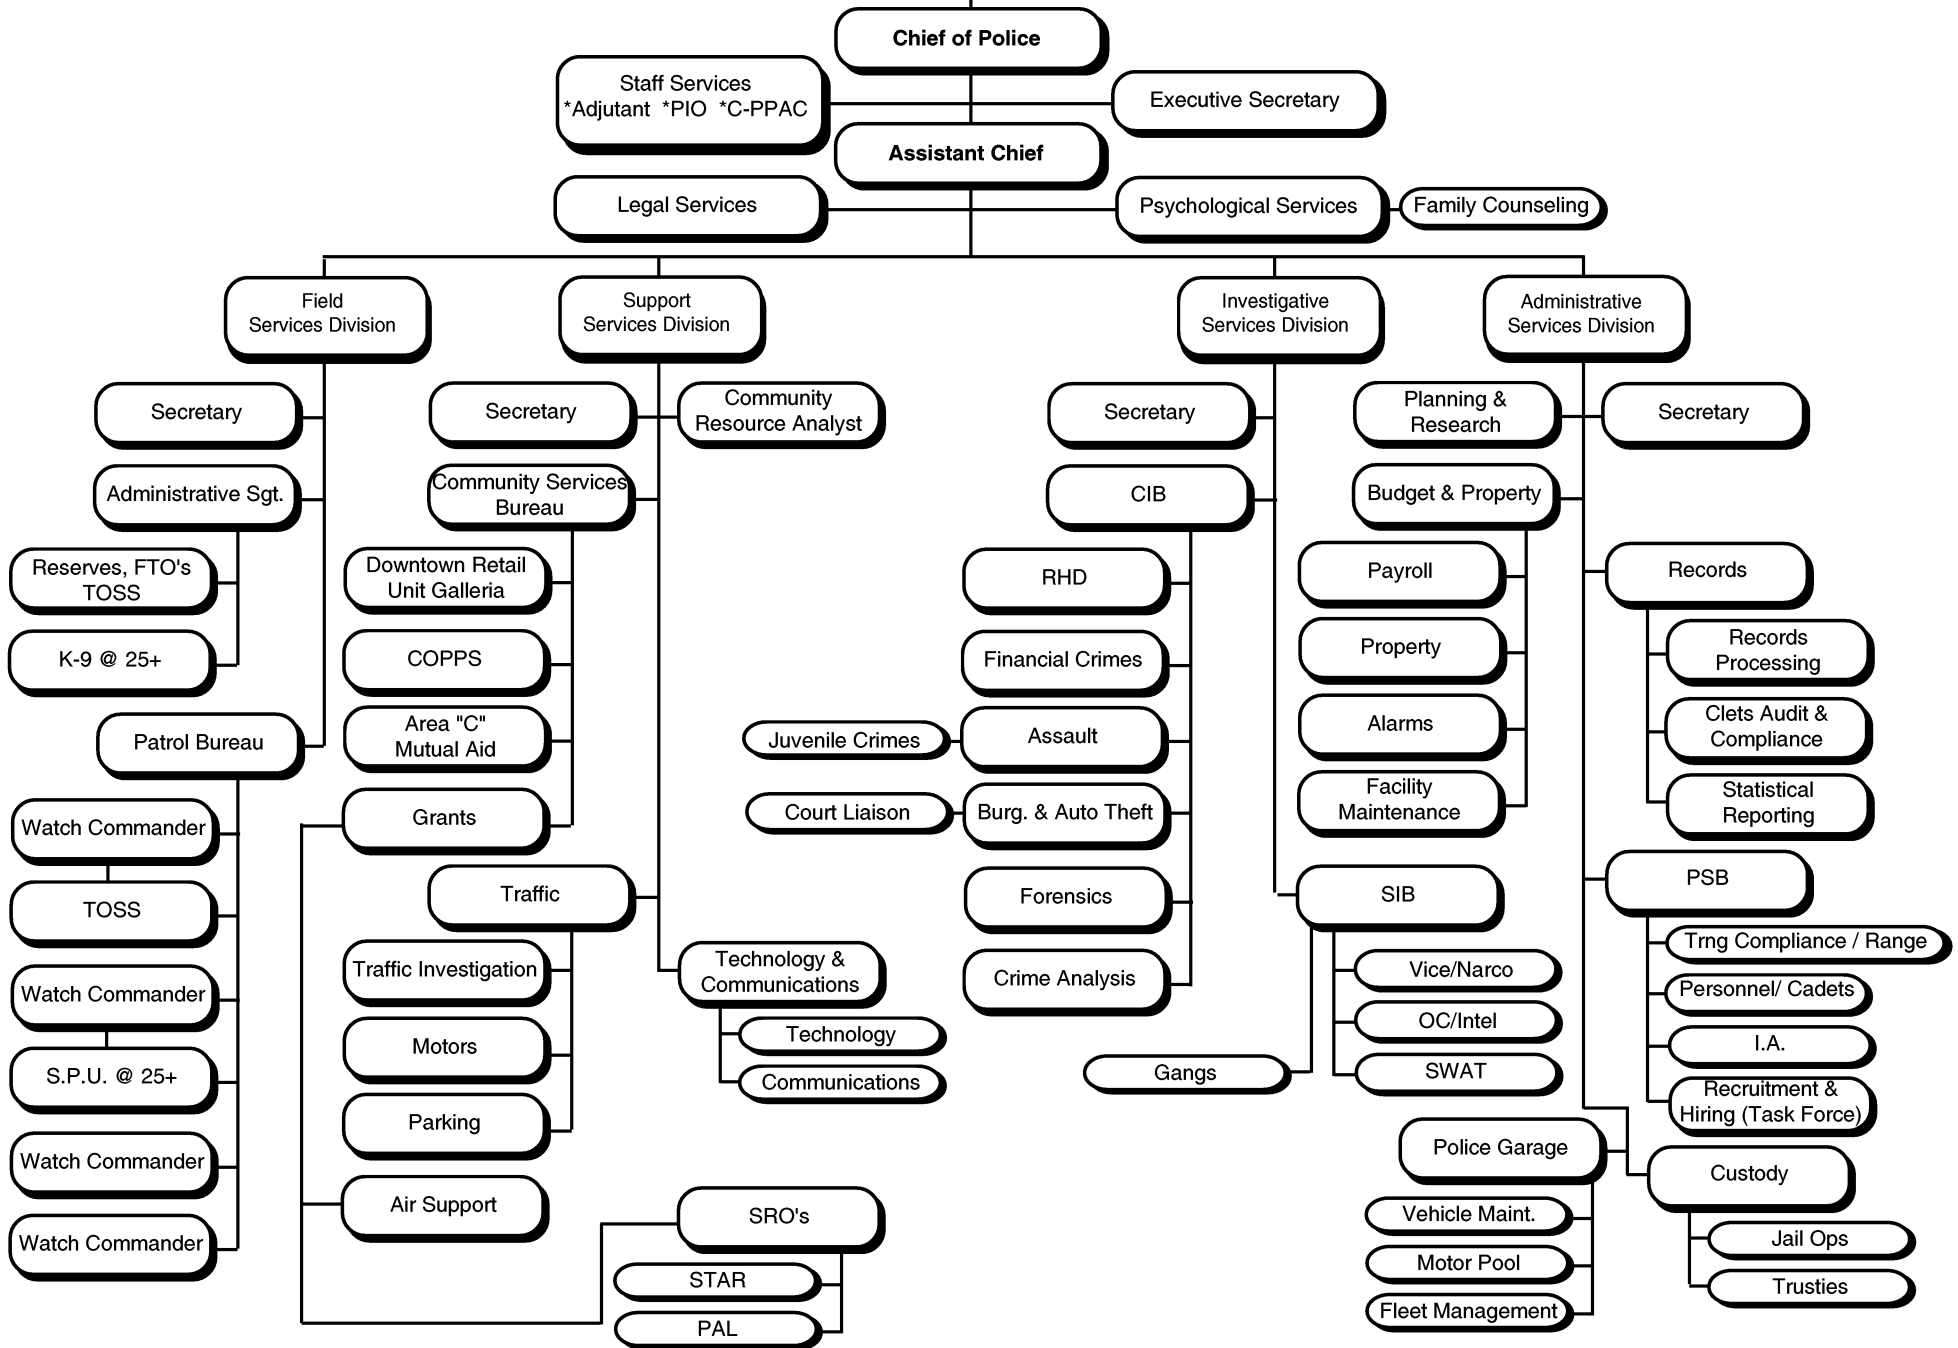 Chief of Police
Staff Services
*Adjutant *PIO *C-PPAC
Executive Secretary
Assistant Chief
Legal Services
Psychological Services
Family Counseling
Field
Services Division
Support
Services Division
Investigative
Services Division
Administrative
Services Division
Secretary
Administrative Sgt.
Reserves, FTO's
TOSS
K-9 @ 25+
Patrol Bureau
Watch Commander
TOSS
Watch Commander
S.P.U. @ 25+
Watch Commander
Watch Commander
Secretary
Community
Resource Analyst
Community Services
Bureau
Downtown Retail
Unit Galleria
COPPS
Area "C"
Mutual Aid
Grants
Traffic
Traffic Investigation
Motors
Parking
Air Support
Technology &
Communications
Technology
Communications
SRO's
STAR
PAL
Secretary
CIB
RHD
Financial Crimes
Juvenile Crimes
Assault
Court Liaison
Burg. & Auto Theft
Forensics
Crime Analysis
SIB
Vice/Narco
OC/Intel
SWAT
Gangs
Planning &
Research
Secretary
Budget & Property
Payroll
Property
Alarms
Facility
Maintenance
Records
Records
Processing
Clets Audit &
Compliance
Statistical
Reporting
PSB
Trng Compliance / Range
Personnel/ Cadets
I.A.
Recruitment &
Hiring (Task Force)
Police Garage
Vehicle Maint.
Motor Pool
Fleet Management
Custody
Jail Ops
Trusties